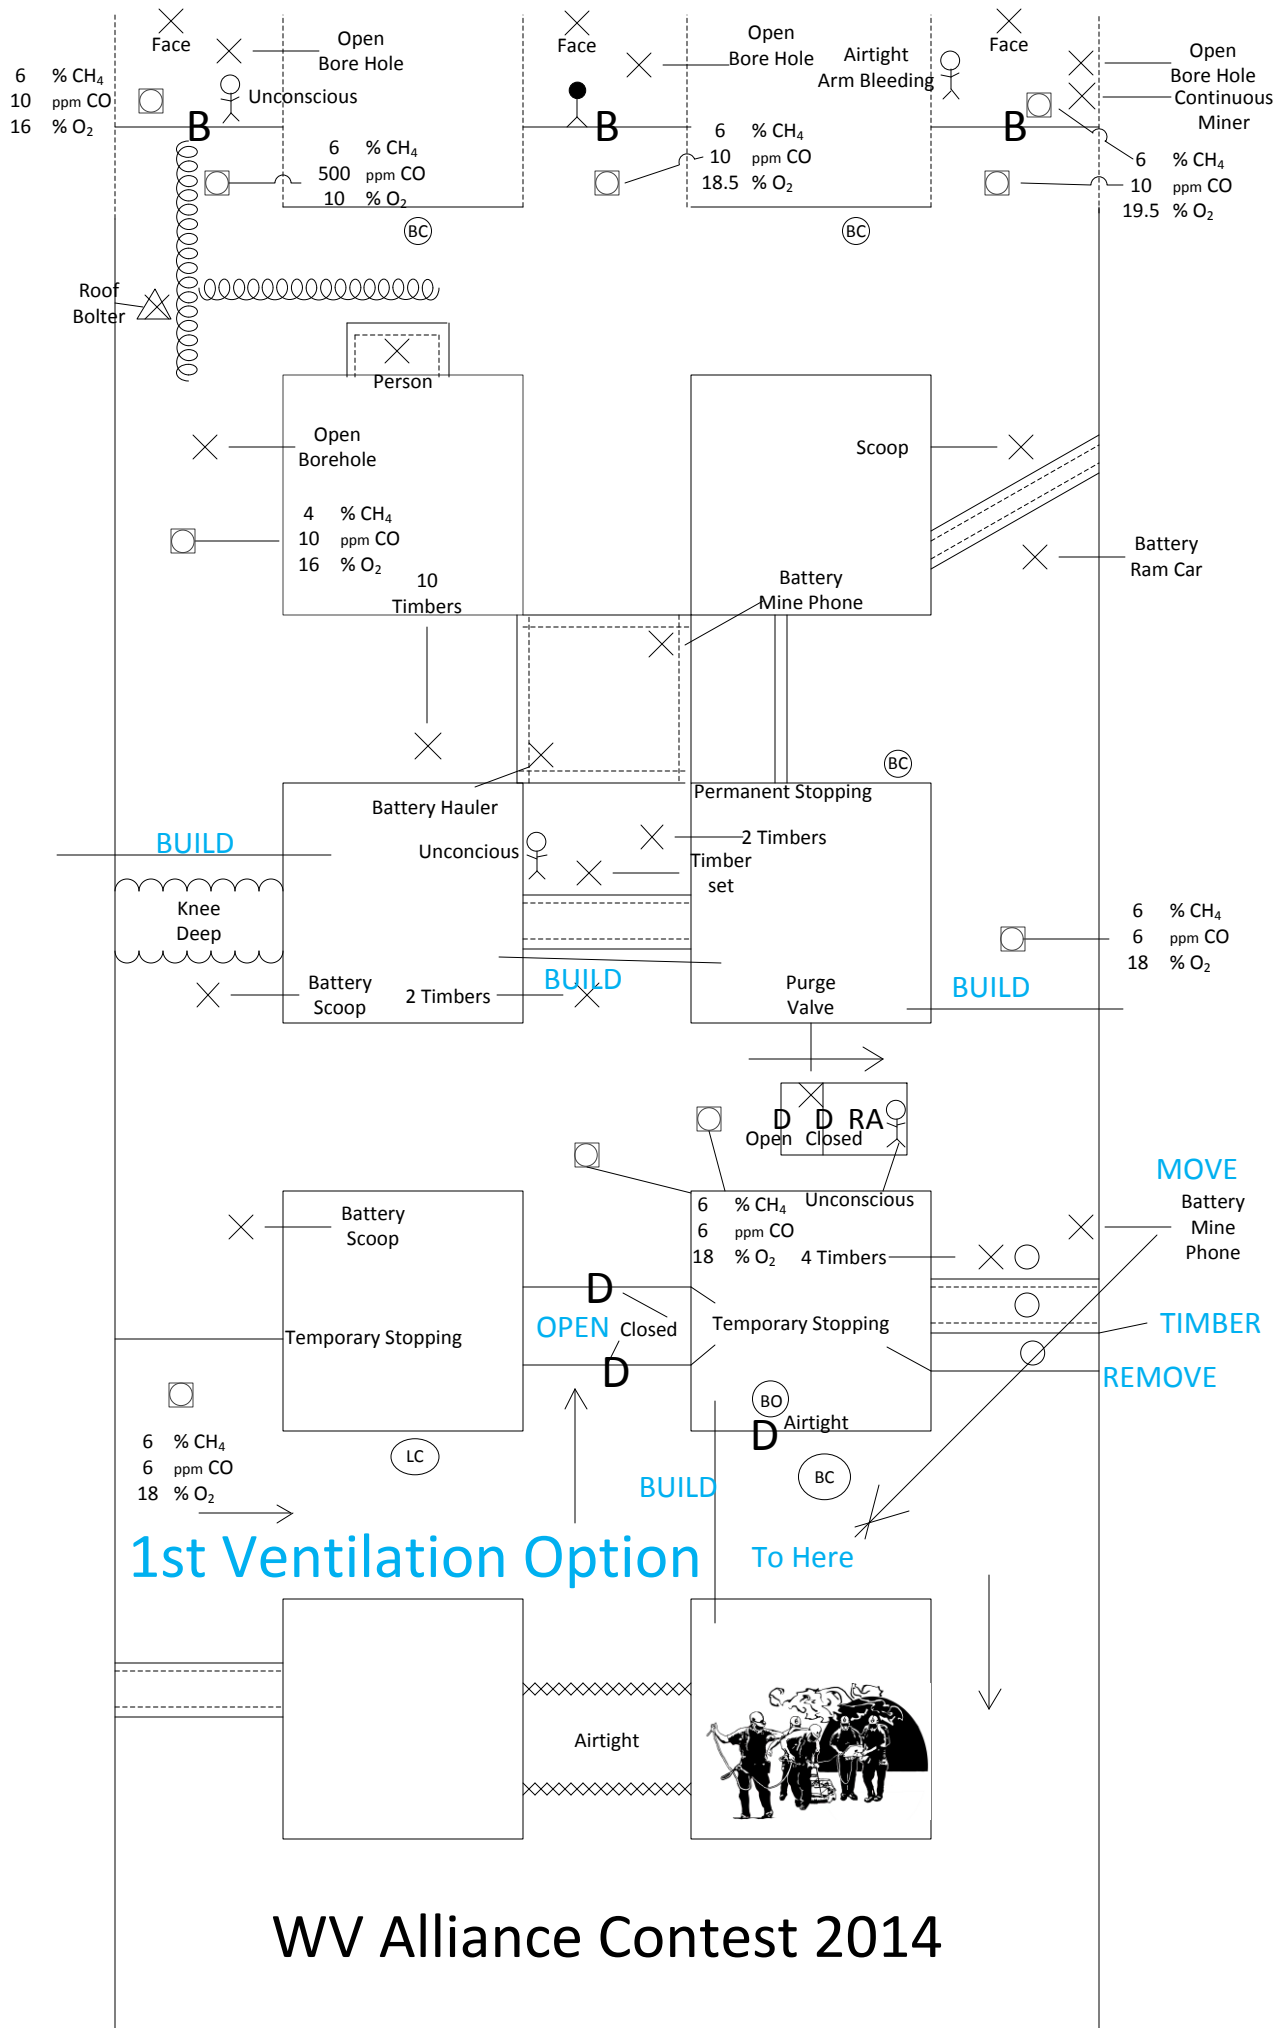 Face
Open
Bore Hole
Face
Open
Bore Hole
Airtight
Arm Bleeding
Face
Open
Bore Hole
Continuous
Miner
6 % CH₄
10 ppm CO
16 % O₂
Unconscious
B
B
B
6 % CH₄
500 ppm CO
10 % O₂
6 % CH₄
10 ppm CO
18.5 % O₂
6 % CH₄
10 ppm CO
19.5 % O₂
BC
BC
Roof
Bolter
Person
Open
Borehole
Scoop
4 % CH₄
10 ppm CO
16 % O₂
10
Timbers
Battery
Mine Phone
Battery
Ram Car
BC
Permanent Stopping
Battery Hauler
BUILD
Unconcious
2 Timbers
Timber
set
Knee
Deep
6 % CH₄
6 ppm CO
18 % O₂
Battery
Scoop
2 Timbers
BUILD
Purge
Valve
BUILD
D D RA
Open Closed
Unconscious
MOVE
Battery
Mine
Phone
Battery
Scoop
6 % CH₄
6 ppm CO
18 % O₂
4 Timbers
D
OPEN Closed
Temporary Stopping
Temporary Stopping
TIMBER
D
REMOVE
BO
D Airtight
6 % CH₄
6 ppm CO
18 % O₂
LC
BC
BUILD
1st Ventilation Option
To Here
Airtight
WV Alliance Contest 2014